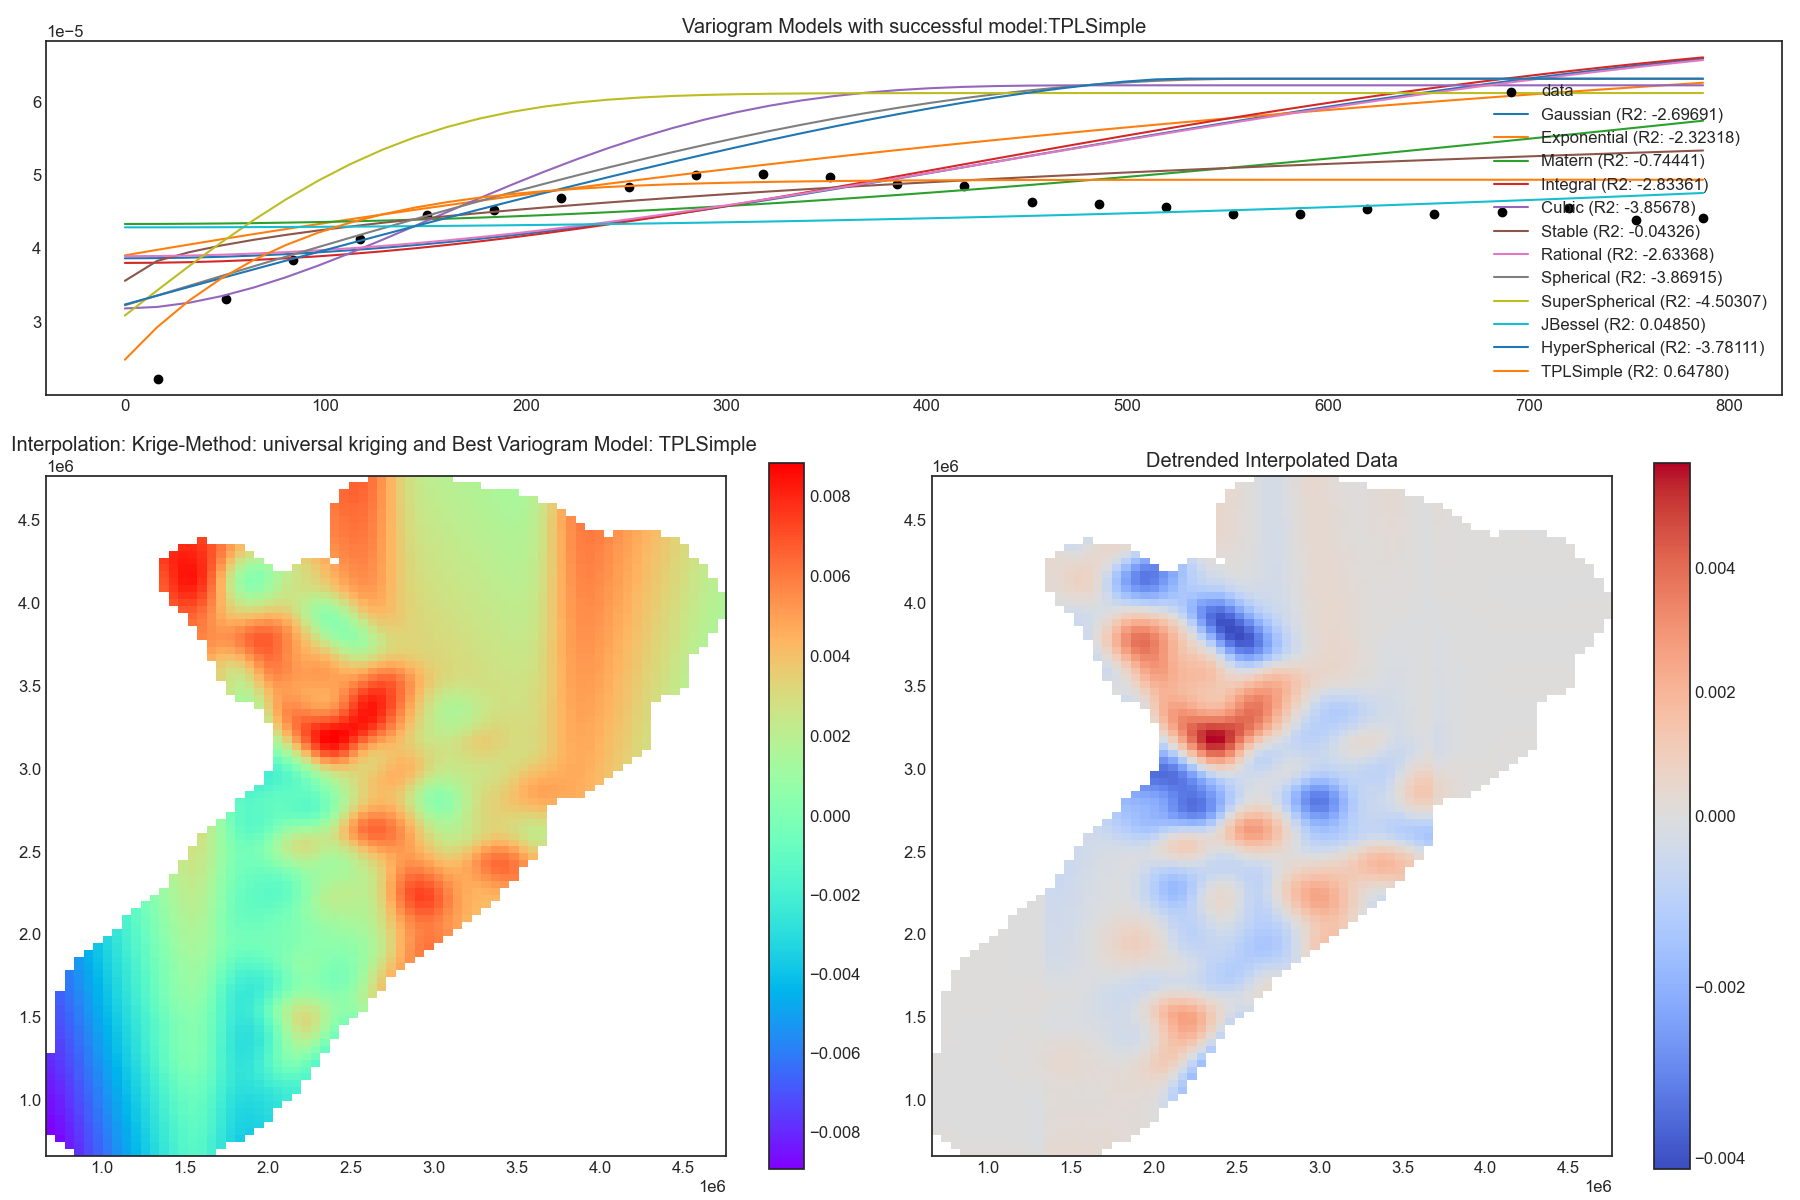 Variogram Models with successful model:TPLSimple
1e−5
6
5
4
3
data
Gaussian (R2: -2.69691)
Exponential (R2: -2.32318)
Matern (R2: -0.74441)
Integral (R2: -2.83361)
Cubic (R2: -3.85678)
Stable (R2: -0.04326)
Rational (R2: -2.63368)
Spherical (R2: -3.86915)
SuperSpherical (R2: -4.50307)
JBessel (R2: 0.04850)
HyperSpherical (R2: -3.78111)
TPLSimple (R2: 0.64780)
0 100 200 300 400 500 600 700 800
Interpolation: Krige-Method: universal kriging and Best Variogram Model: TPLSimple
1e6
4.5
4.0
3.5
3.0
2.5
2.0
1.5
1.0
1.0 1.5 2.0 2.5 3.0 3.5 4.0 4.5
1e6
0.008
0.006
0.004
0.002
0.000
−0.002
−0.004
−0.006
−0.008
Detrended Interpolated Data
1e6
4.5
4.0
3.5
3.0
2.5
2.0
1.5
1.0
1.0 1.5 2.0 2.5 3.0 3.5 4.0 4.5
1e6
0.004
0.002
0.000
−0.002
−0.004